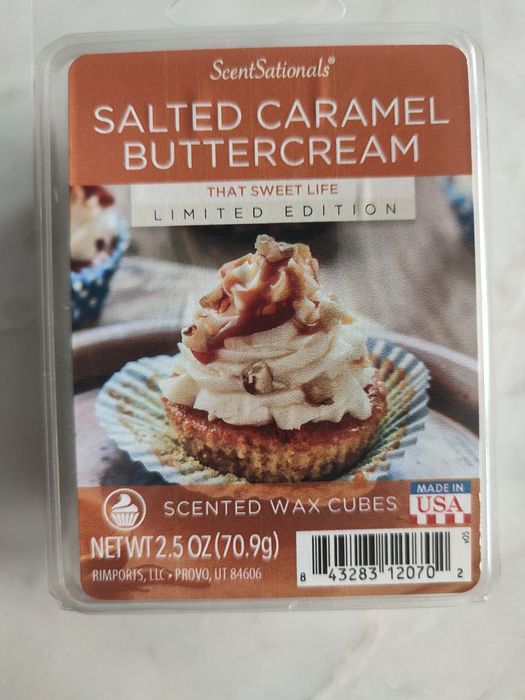 ScentSationals®
SALTED CARAMEL
BUTTERCREAM
THAT SWEET LIFE
LIMITED EDITION
SCENTED WAX CUBES
MADE IN
USA
V05
NET WT 2.5 OZ (70.9g)
RIMPORTS, LLC • PROVO, UT 84606
8 43283 12070 2